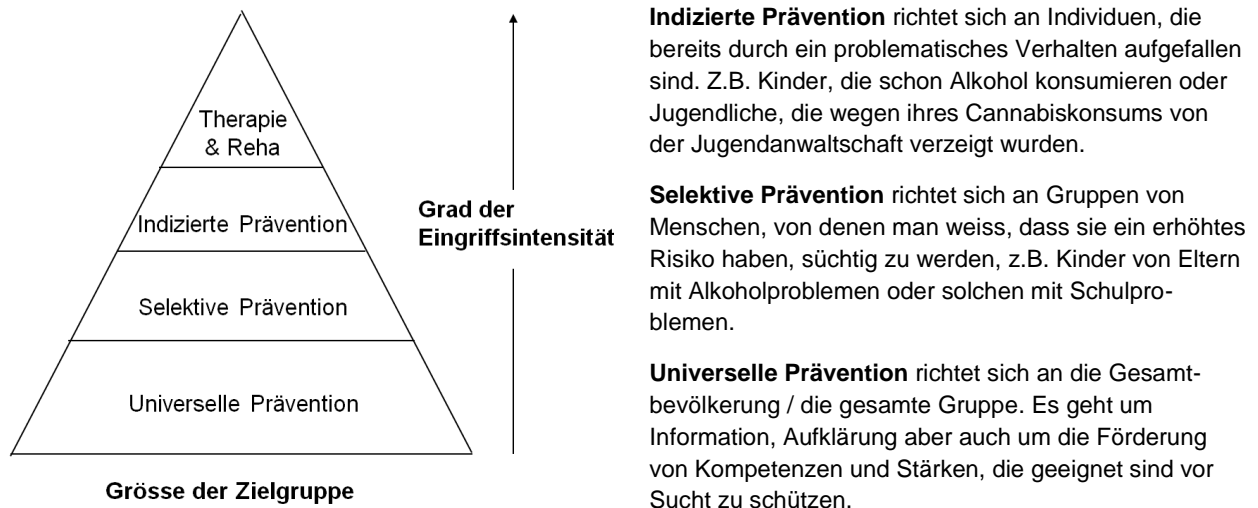 Therapie
& Reha
Indizierte Prävention
Selektive Prävention
Universelle Prävention
Grösse der Zielgruppe
Grad der
Eingriffsintensität
Indizierte Prävention richtet sich an Individuen, die
bereits durch ein problematisches Verhalten aufgefallen
sind. Z.B. Kinder, die schon Alkohol konsumieren oder
Jugendliche, die wegen ihres Cannabiskonsums von
der Jugendanwaltschaft verzeigt wurden.
Selektive Prävention richtet sich an Gruppen von
Menschen, von denen man weiss, dass sie ein erhöhtes
Risiko haben, süchtig zu werden, z.B. Kinder von Eltern
mit Alkoholproblemen oder solchen mit Schulpro-
blemen.
Universelle Prävention richtet sich an die Gesamt-
bevölkerung / die gesamte Gruppe. Es geht um
Information, Aufklärung aber auch um die Förderung
von Kompetenzen und Stärken, die geeignet sind vor
Sucht zu schützen.